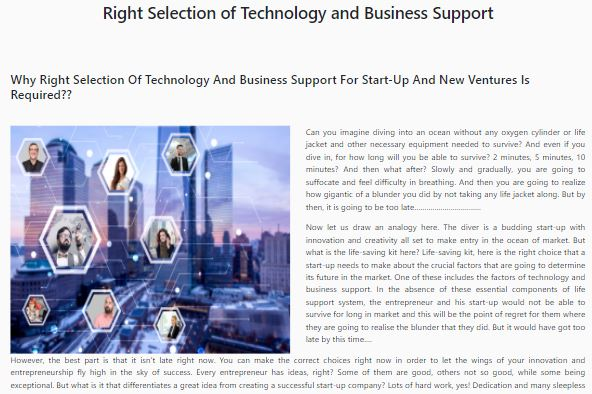 Right Selection of Technology and Business Support
Why Right Selection Of Technology And Business Support For Start-Up And New Ventures Is
Required??
Can you imagine diving into an ocean without any oxygen cylinder or life
jacket and other necessary equipment needed to survive? And even if you
dive in, for how long will you be able to survive? 2 minutes, 5 minutes, 10
minutes? And then what after? Slowly and gradually, you are going to
suffocate and feel difficulty in breathing. And then you are going to realize
how gigantic of a blunder you did by not taking any life jacket along. But by
then, it is going to be too late.................................
Now let us draw an analogy here. The diver is a budding start-up with
innovation and creativity all set to make entry in the ocean of market. But
what is the life-saving kit here? Life-saving kit, here is the right choice that a
start-up needs to make about the crucial factors that are going to determine
its future in the market. One of these includes the factors of technology and
business support. In the absence of these essential components of life
support system, the entrepreneur and his start-up would not be able to
survive for long in market and this will be the point of regret for them where
they are going to realise the blunder that they did. But it would have got too
late by this time....
However, the best part is that it isn't late right now. You can make the correct choices right now in order to let the wings of your innovation and
entrepreneurship fly high in the sky of success. Every entrepreneur has ideas, right? Some of them are good, others not so good, while some being
exceptional. But what is it that differentiates a great idea from creating a successful start-up company? Lots of hard work, yes! Dedication and many sleepless